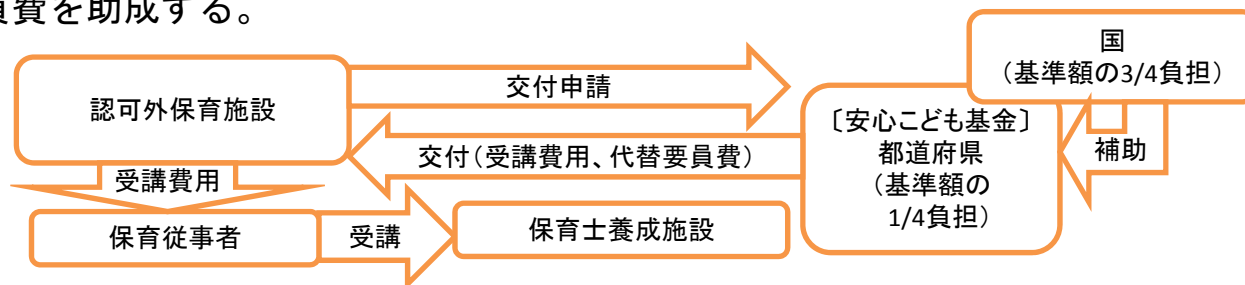 員費を助成する。
国
（基準額の3/4負担）
認可外保育施設
交付申請
〔安心こども基金〕
都道府県
（基準額の
1/4負担）
補助
交付（受講費用、代替要員費）
受講費用
保育従事者
受講
保育士養成施設